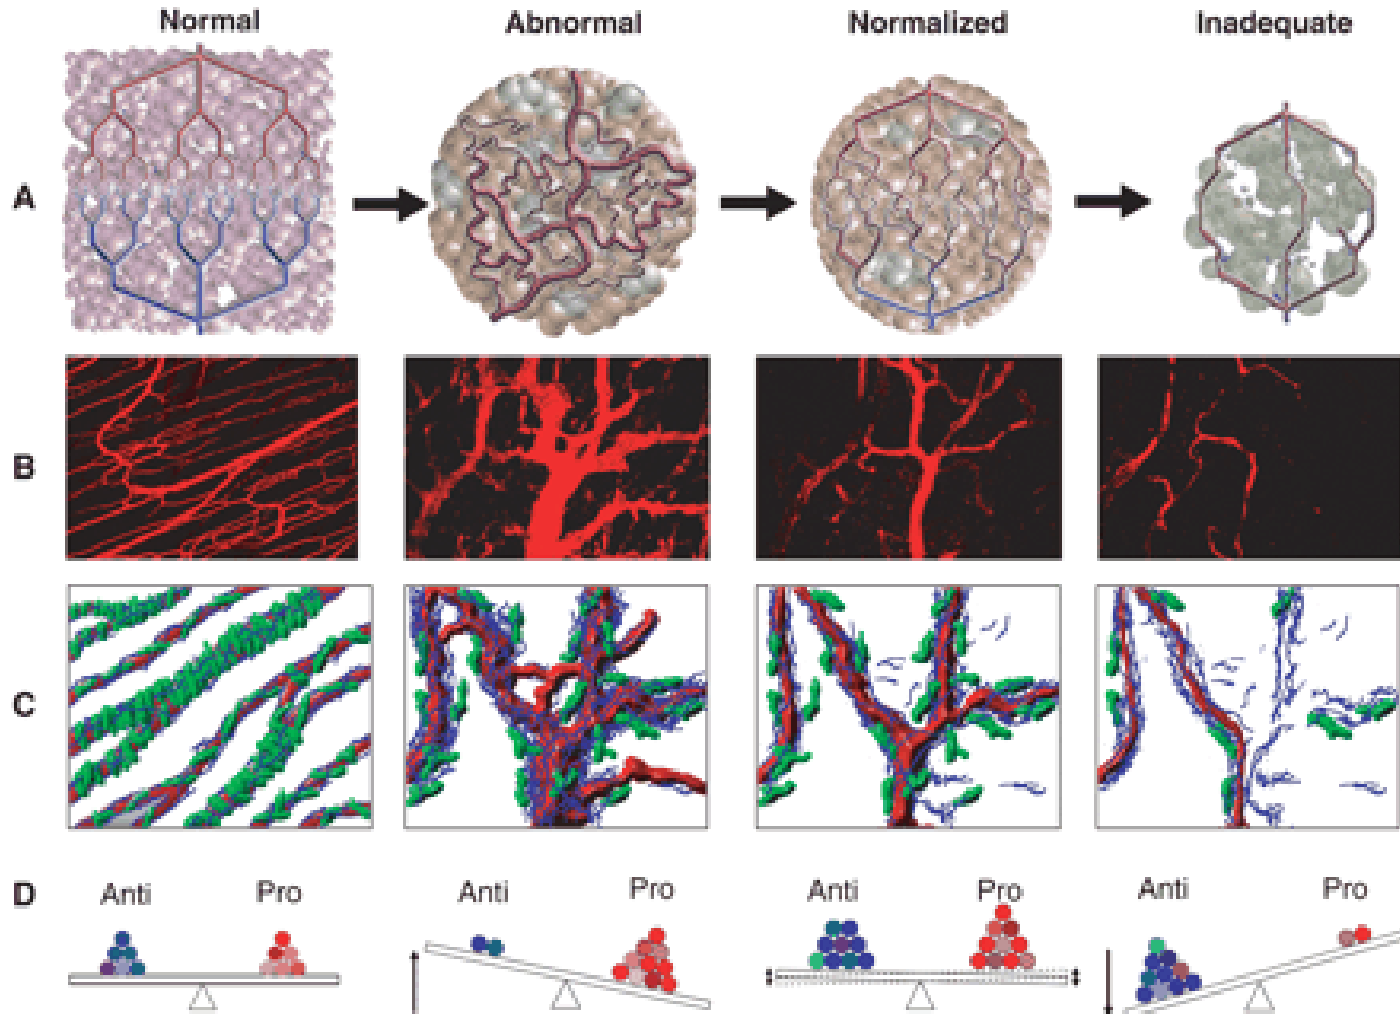 Normal Abnormal Normalized Inadequate
A
B
C
D Anti Pro Anti Pro Anti Pro Anti Pro